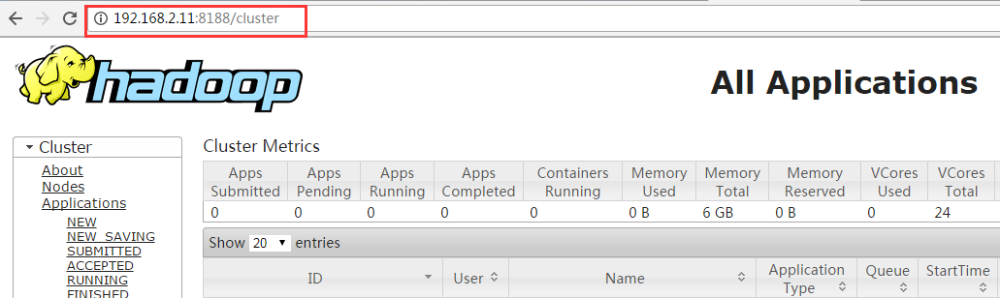 192.168.2.11:8188/cluster
hadoop
All Applications
Cluster
About
Nodes
Applications
NEW
NEW_SAVING
SUBMITTED
ACCEPTED
RUNNING
FINISHED
Cluster Metrics
Apps Submitted Apps Pending Apps Running Apps Completed Containers Running Memory Used Memory Total Memory Reserved VCores Used VCores Total
0 0 0 0 0 0 B 6 GB 0 B 0 24
Show 20 entries
ID User Name Application Type Queue StartTime